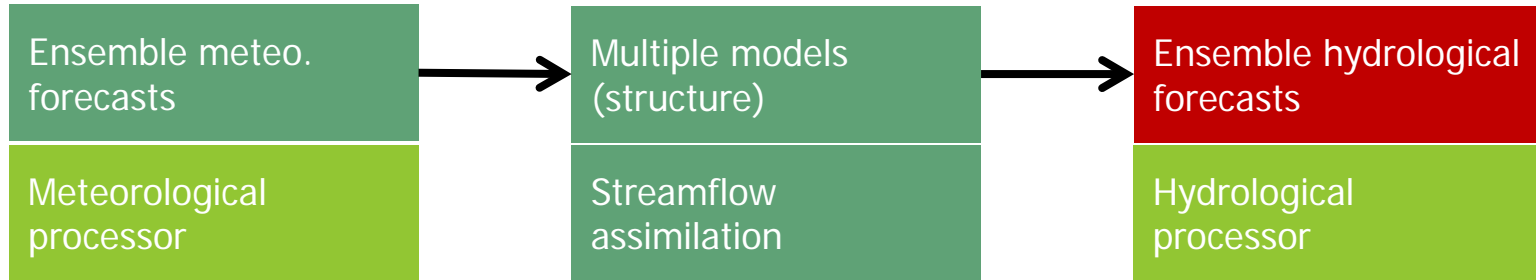 Ensemble meteo.
forecasts
Meteorological
processor
Multiple models
(structure)
Streamflow
assimilation
Ensemble hydrological
forecasts
Hydrological
processor